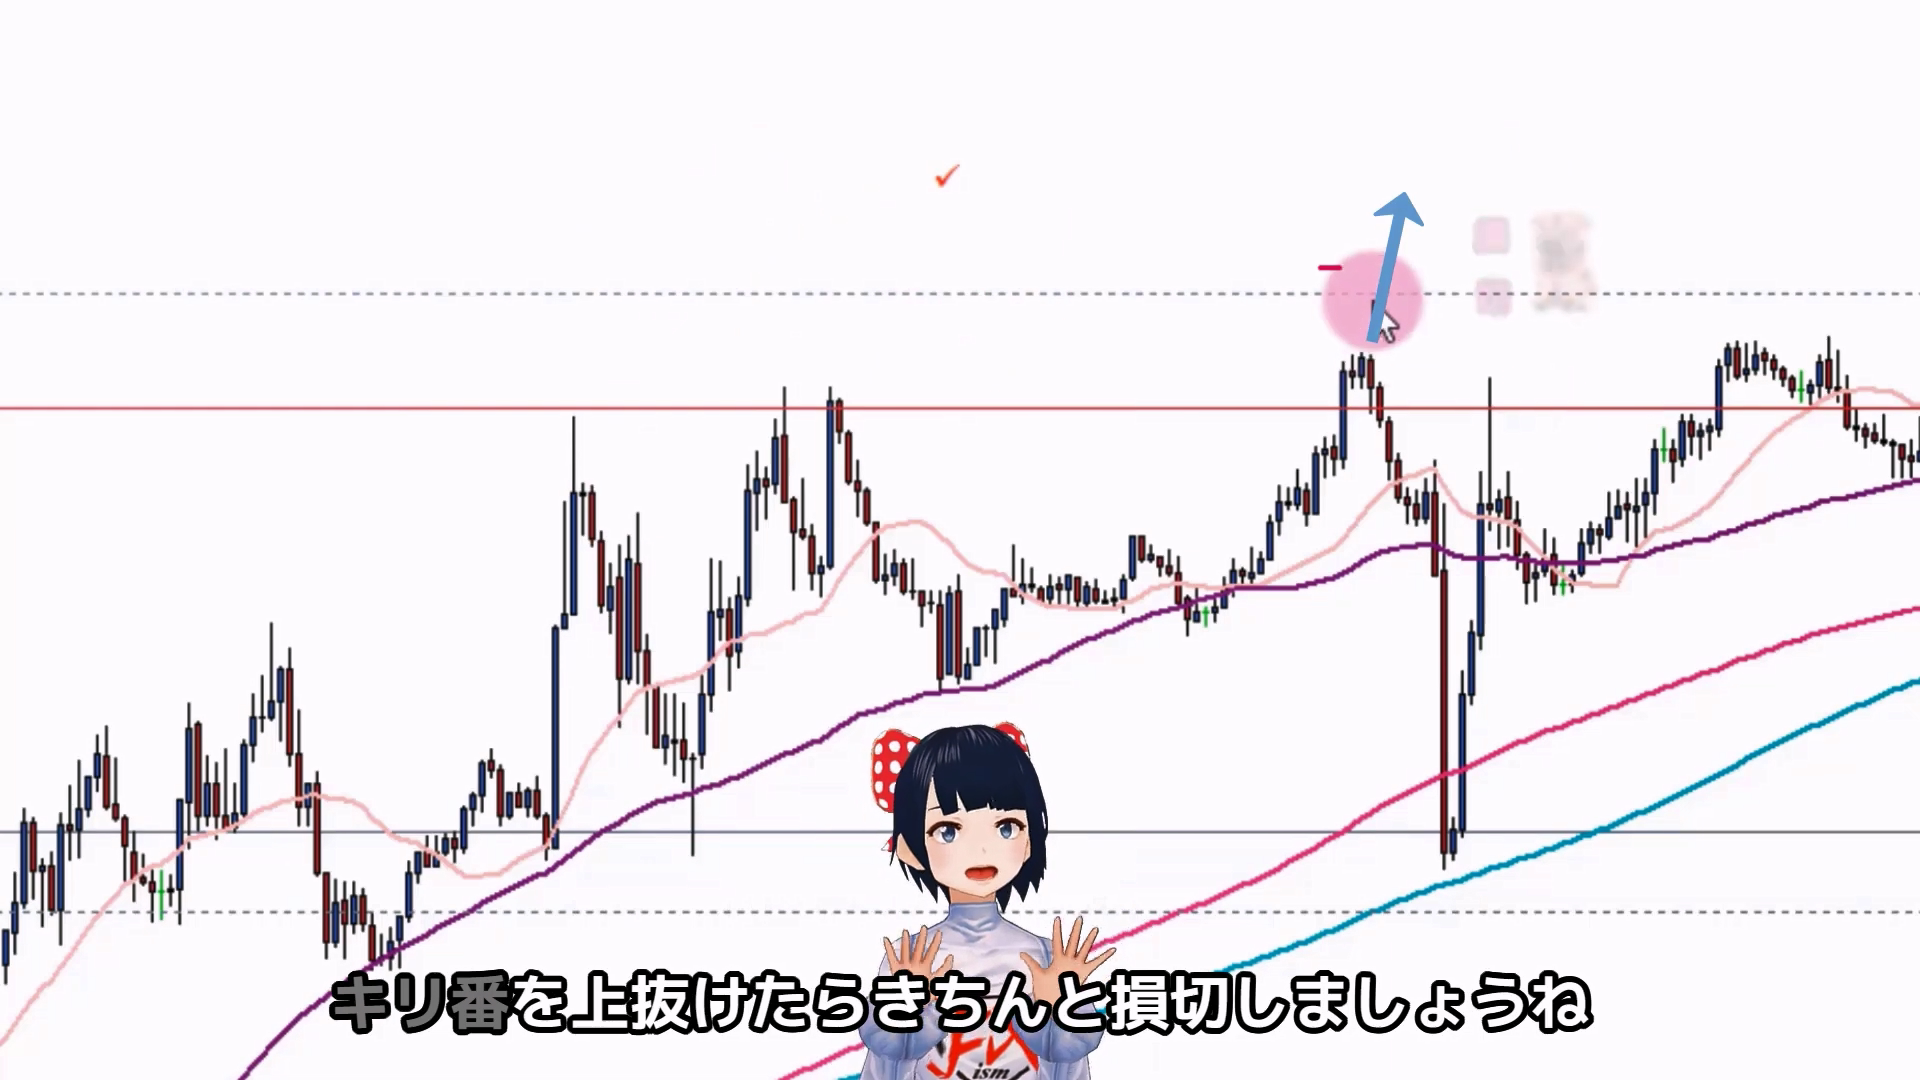 キリ番を上抜けたらきちんと損切しましょうね
ism